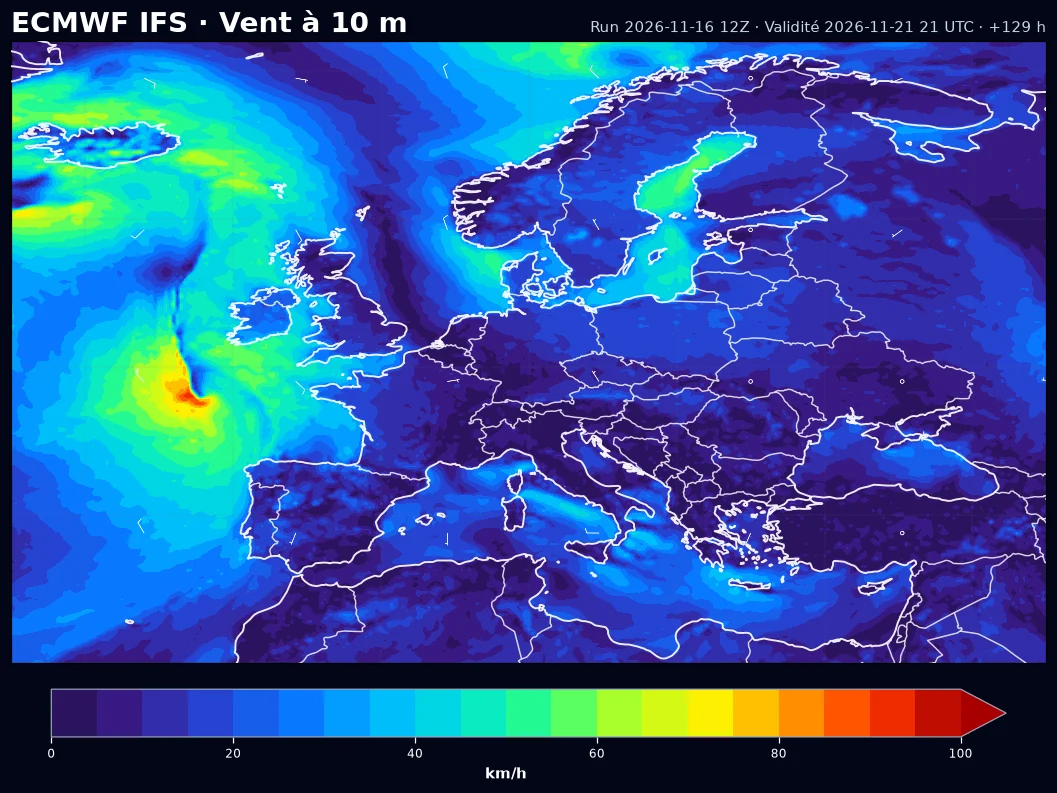 ECMWF IFS · Vent à 10 m
Run 2026-11-16 12Z · Validité 2026-11-21 21 UTC · +129 h
0 20 40 60 80 100
km/h